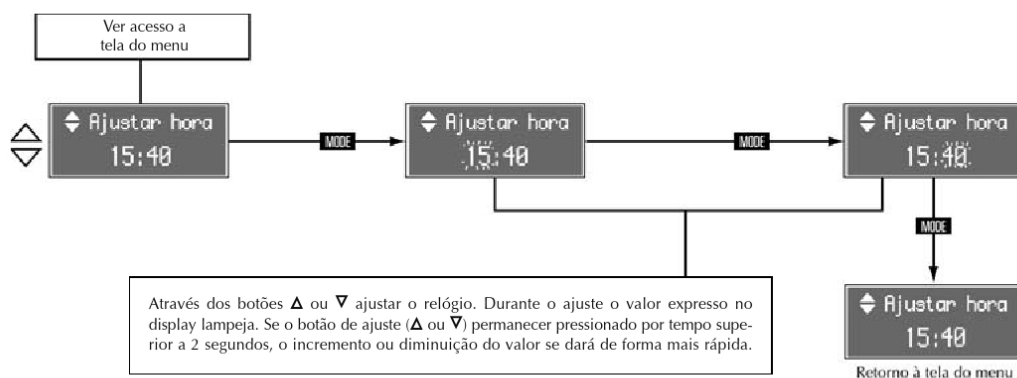 Ver acesso a
tela do menu
Ajustar hora
15:40
MODE
Ajustar hora
15:40
MODE
Ajustar hora
15:40
MODE
Através dos botões Δ ou ∇ ajustar o relógio. Durante o ajuste o valor expresso no
display lampeja. Se o botão de ajuste (Δ ou ∇) permanecer pressionado por tempo supe-
rior a 2 segundos, o incremento ou diminuição do valor se dará de forma mais rápida.
Ajustar hora
15:40
Retorno à tela do menu